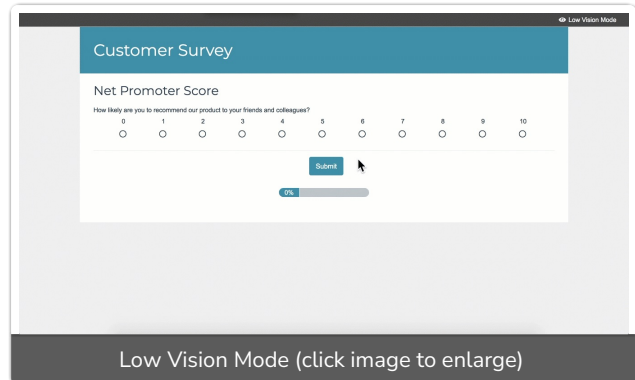 Low Vision Mode
Customer Survey
Net Promoter Score
How likely are you to recommend our product to your friends and colleagues?
0 1 2 3 4 5 6 7 8 9 10
Submit
0%
Low Vision Mode (click image to enlarge)